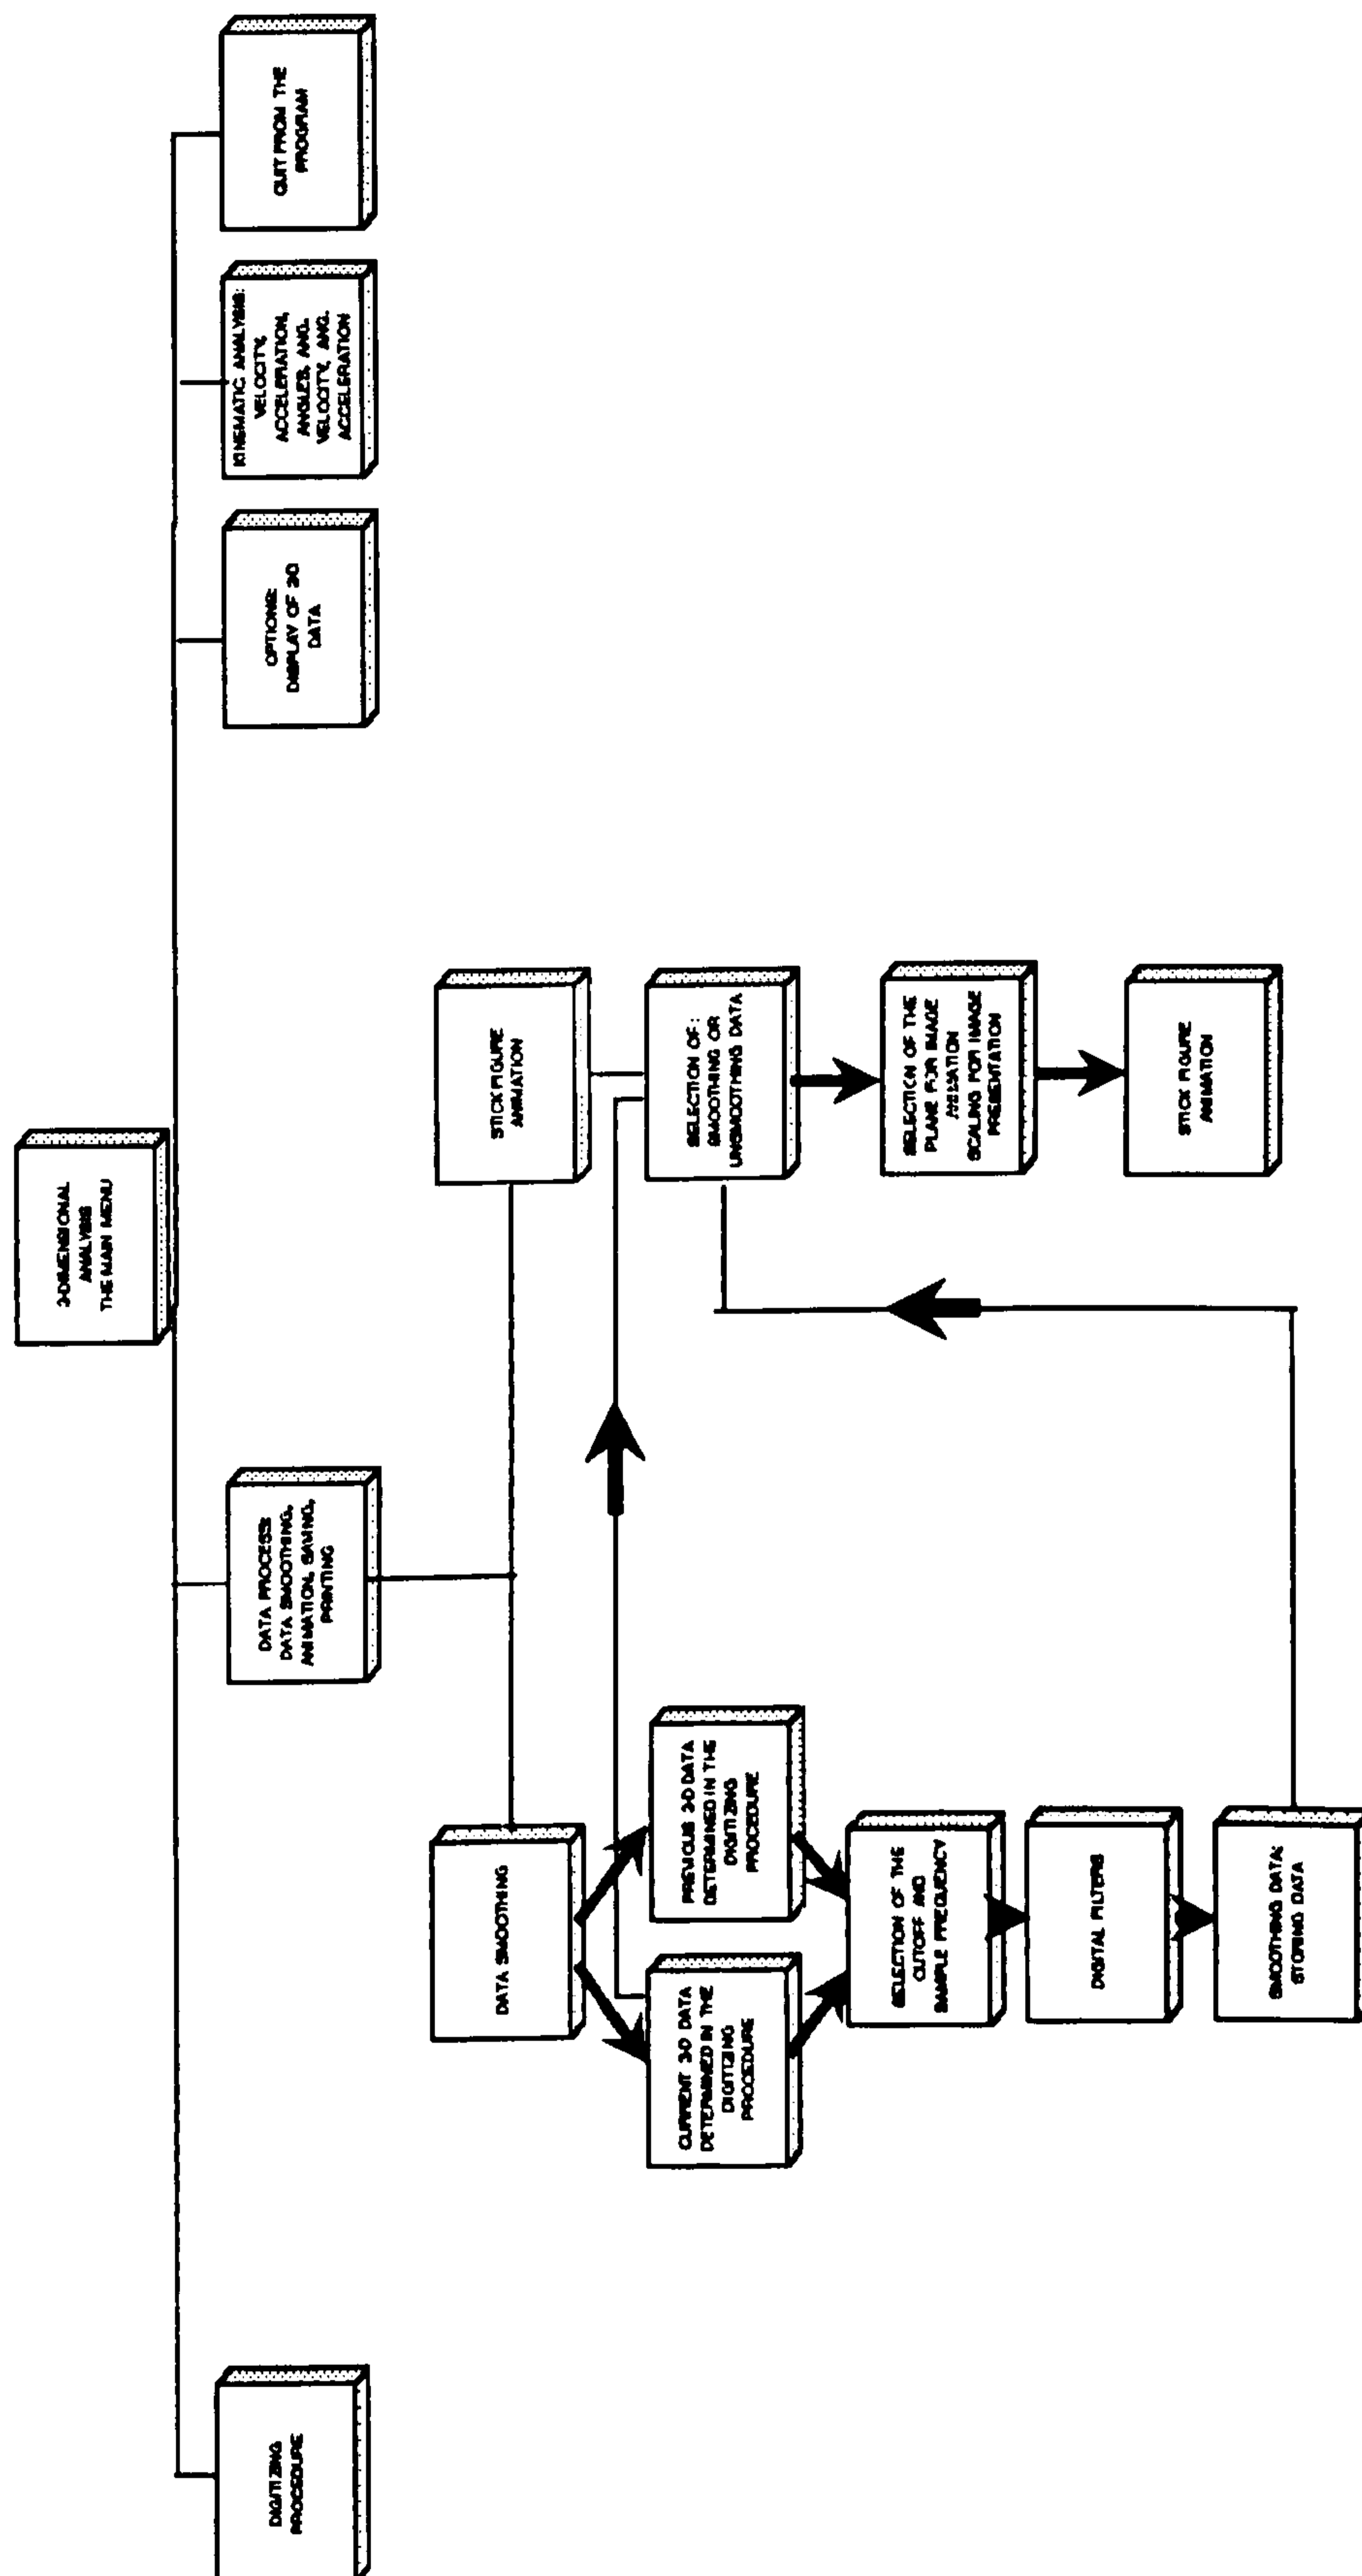 3-DIMENSIONAL
ANALYSIS
THE MAIN MENU
DIGITIZING
PROCEDURE
DATA PROCESS:
DATA SMOOTHING,
ANIMATION, SAVING,
PRINTING
OPTIONS:
DISPLAY OF 3D
DATA
KINEMATIC ANALYSIS:
VELOCITY,
ACCELERATION,
ANGLES, ANG.
VELOCITY, ANG.
ACCELERATION
QUIT FROM THE
PROGRAM
DATA SMOOTHING
STICK FIGURE
ANIMATION
CURRENT 3-D DATA
DETERMINED IN THE
DIGITIZING
PROCEDURE
PREVIOUS 3-D DATA
DETERMINED IN THE
DIGITIZING
PROCEDURE
SELECTION OF :
SMOOTHING OR
UNSMOOTHING DATA
SELECTION OF THE
CUTOFF AND
SAMPLE FREQUENCY
SELECTION OF THE
PLANE FOR IMAGE
ANIMATION
SCALING FOR IMAGE
PRESENTATION
DIGITAL FILTERS
STICK FIGURE
ANIMATION
SMOOTHING DATA:
STORING DATA